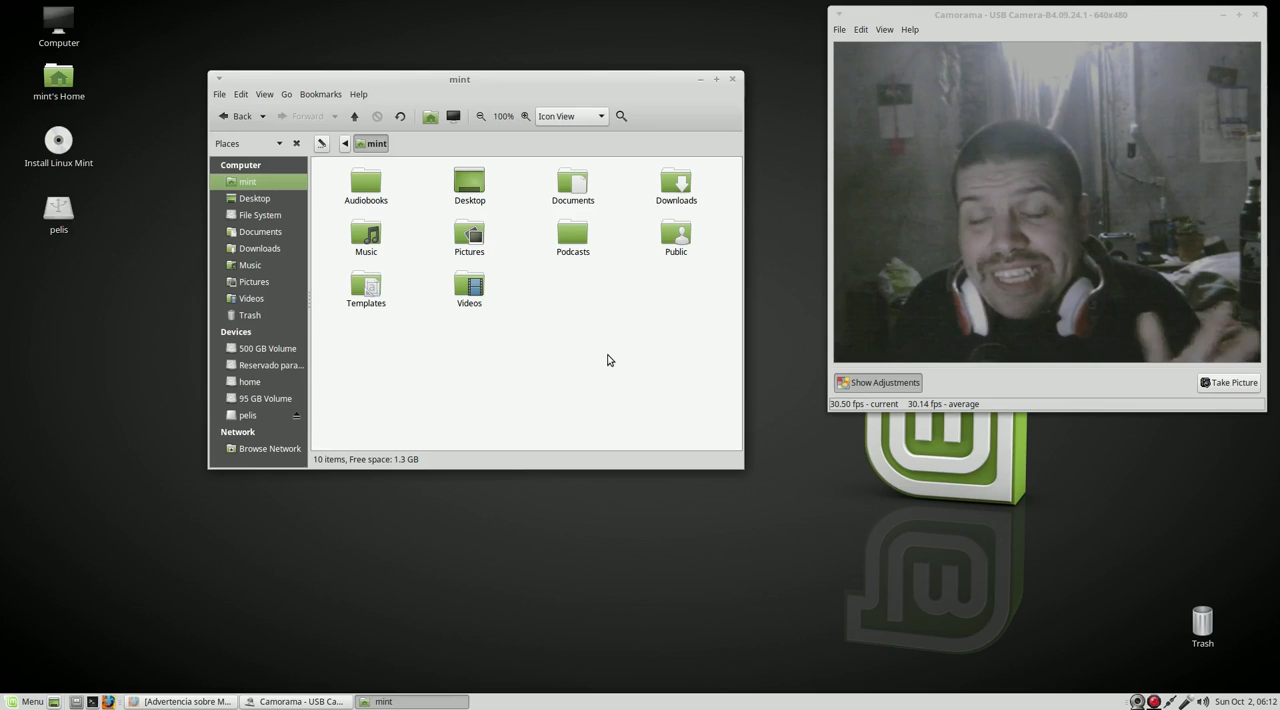 Computer
mint's Home
Install Linux Mint
pelis
mint
File Edit View Go Bookmarks Help
Back Forward 100% Icon View
Places mint
Computer
mint
Desktop
File System
Documents
Downloads
Music
Pictures
Videos
Trash
Devices
500 GB Volume
Reservado para...
home
95 GB Volume
pelis
Network
Browse Network
Audiobooks Desktop Documents Downloads
Music Pictures Podcasts Public
Templates Videos
10 items, Free space: 1.3 GB
Camorama - USB Camera-B4.09.24.1 - 640x480
File Edit View Help
Show Adjustments Take Picture
30.50 fps - current 30.14 fps - average
Trash
Menu [Advertencia sobre M... Camorama - USB Ca... mint Sun Oct 2, 06:12